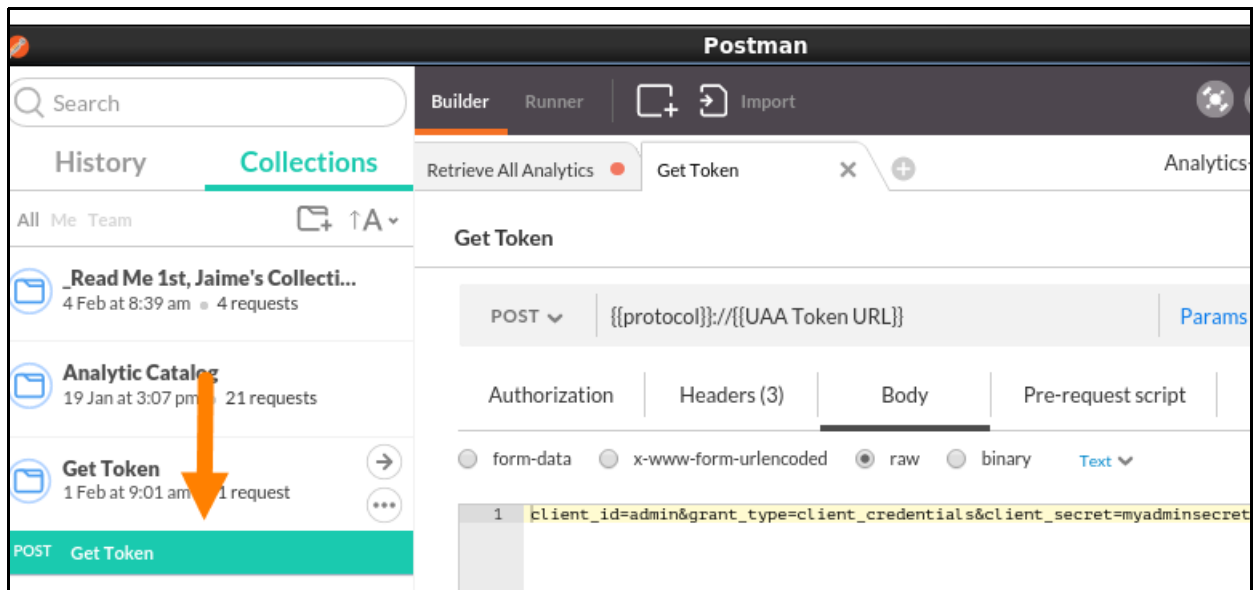 Postman
Search
Builder Runner Import
History Collections
Retrieve All Analytics Get Token Analytics-
All Me Team A
Get Token
_Read Me 1st, Jaime's Collecti...
4 Feb at 8:39 am 4 requests
POST {{protocol}}://{{UAA Token URL}} Params
Analytic Catalog
19 Jan at 3:07 pm 21 requests
Authorization Headers (3) Body Pre-request script
Get Token
1 Feb at 9:01 am 1 request
form-data x-www-form-urlencoded raw binary Text
1 client_id=admin&grant_type=client_credentials&client_secret=myadminsecret
POST Get Token